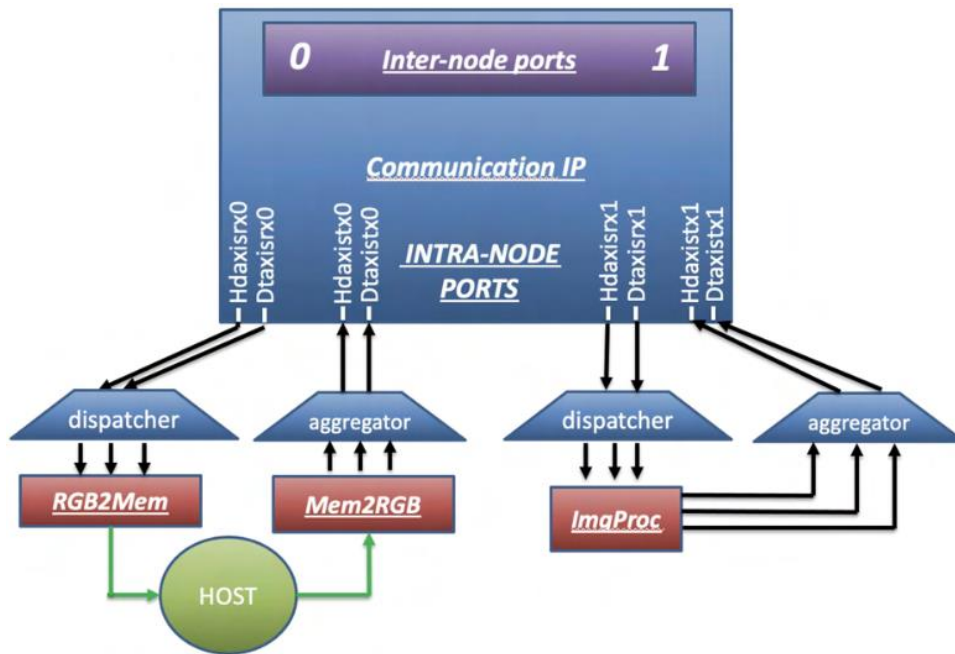 0 Inter-node ports 1
Communication IP
Hdaxisrx0
Dtaxisrx0
Hdaxistx0
Dtaxistx0
INTRA-NODE
PORTS
Hdaxisrx1
Dtaxisrx1
Hdaxistx1
Dtaxistx1
dispatcher
aggregator
dispatcher
aggregator
RGB2Mem
Mem2RGB
ImgProc
HOST